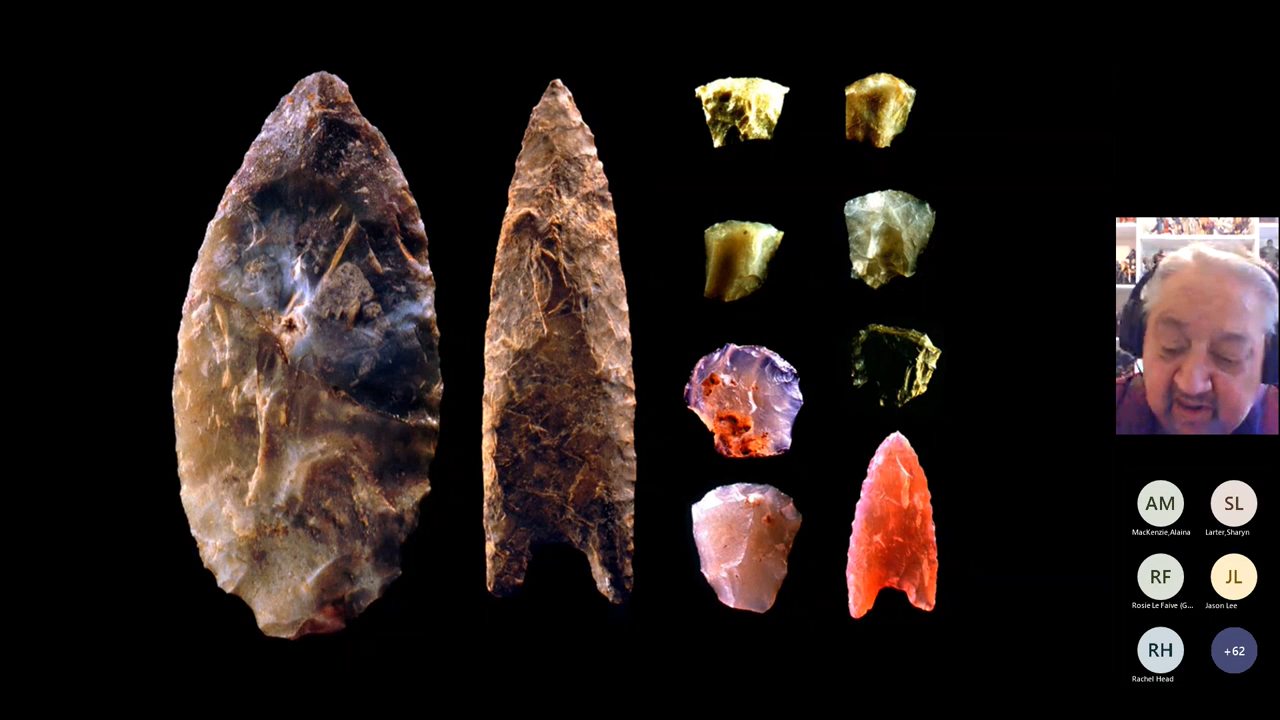 AM
SL
MacKenzie,Alaina
Larter,Sharyn
RF
JL
Rosie Le Faive (G...
Jason Lee
RH
+62
Rachel Head